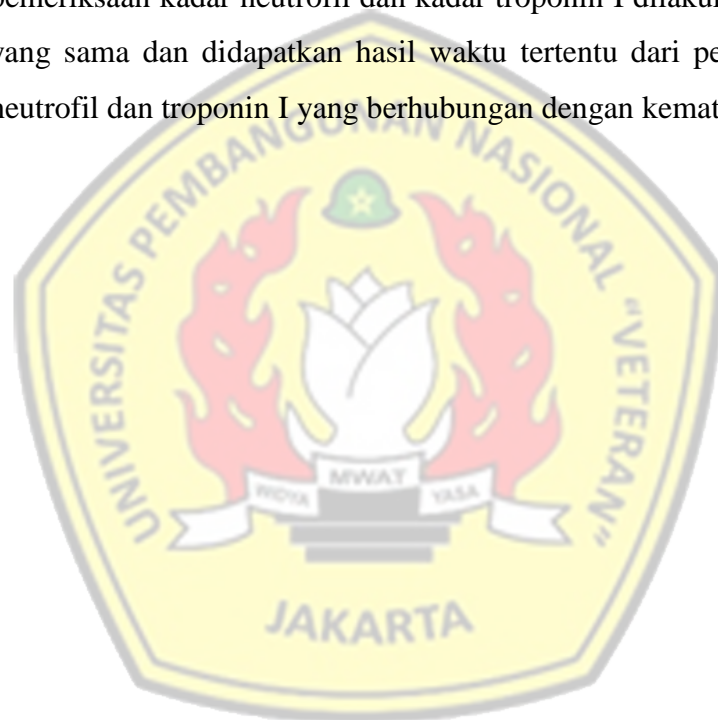 pemeriksaan kadar neutrofil dan kadar troponin I dilakuk
yang sama dan didapatkan hasil waktu tertentu dari pe
neutrofil dan troponin I yang berhubungan dengan kemat
UNIVERSITAS PEMBANGUNAN NASIONAL "VETERAN"
WIDYA MWAT YASA
JAKARTA